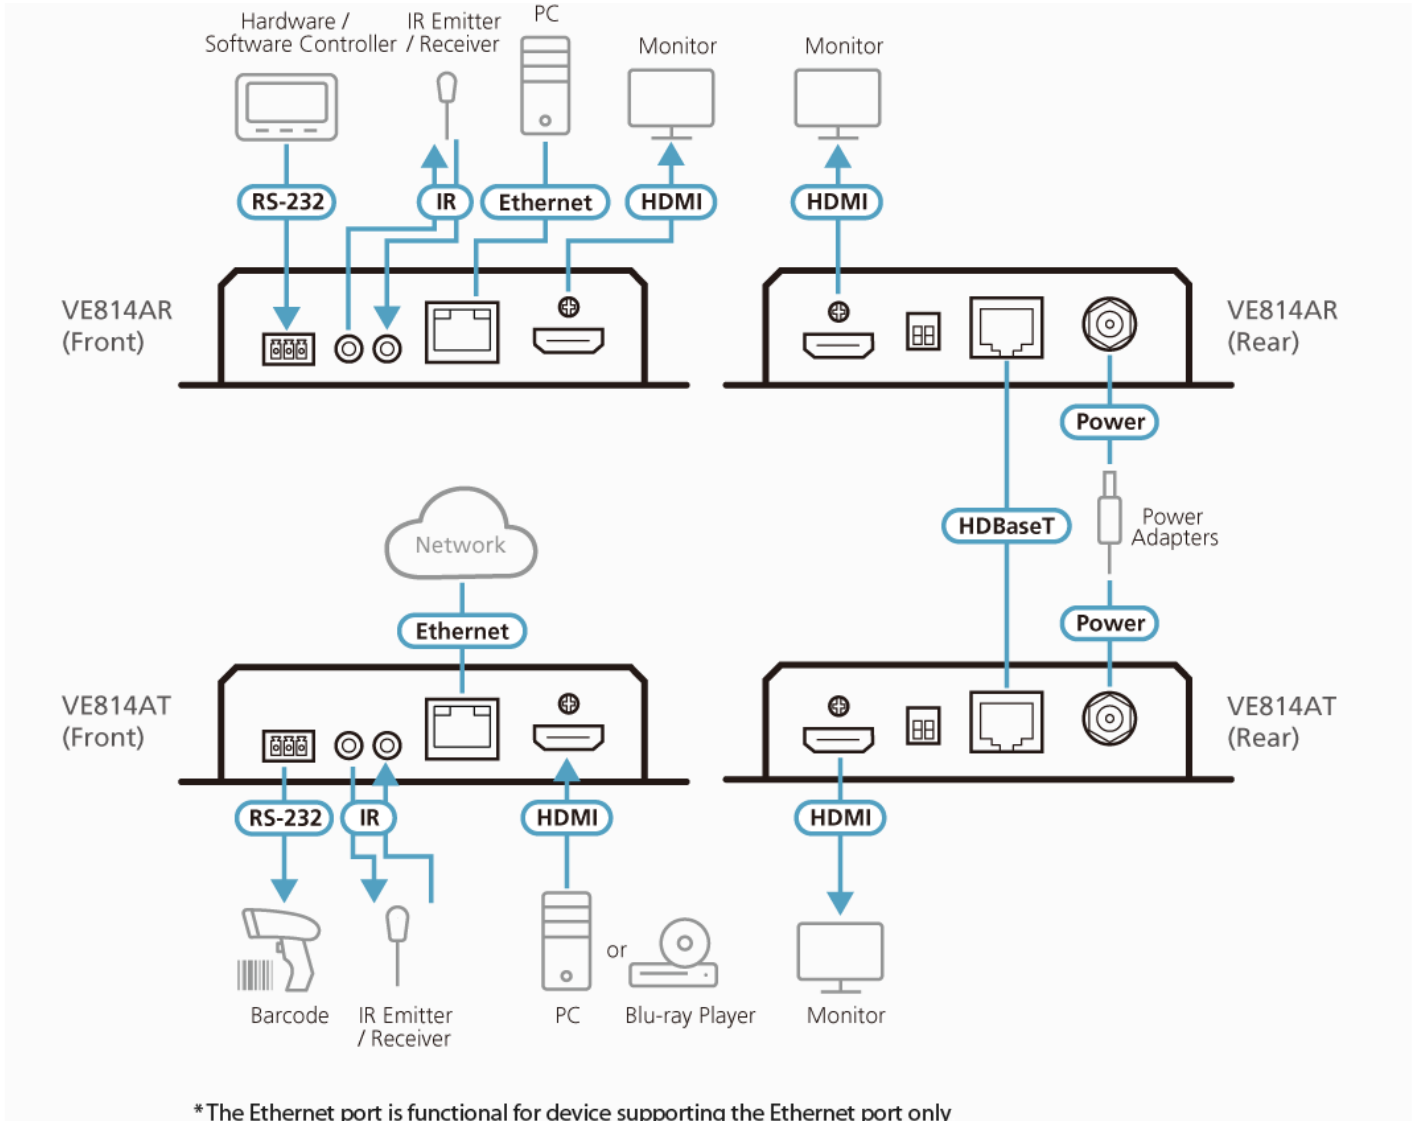 Hardware /
Software Controller
IR Emitter
/ Receiver
PC
Monitor
Monitor
RS-232
IR
Ethernet
HDMI
HDMI
VE814AR
(Front)
VE814AR
(Rear)
Power
Network
HDBaseT
Power
Adapters
Ethernet
Power
VE814AT
(Front)
VE814AT
(Rear)
RS-232
IR
HDMI
HDMI
or
Barcode
IR Emitter
/ Receiver
PC
Blu-ray Player
Monitor
*The Ethernet port is functional for device supporting the Ethernet port only